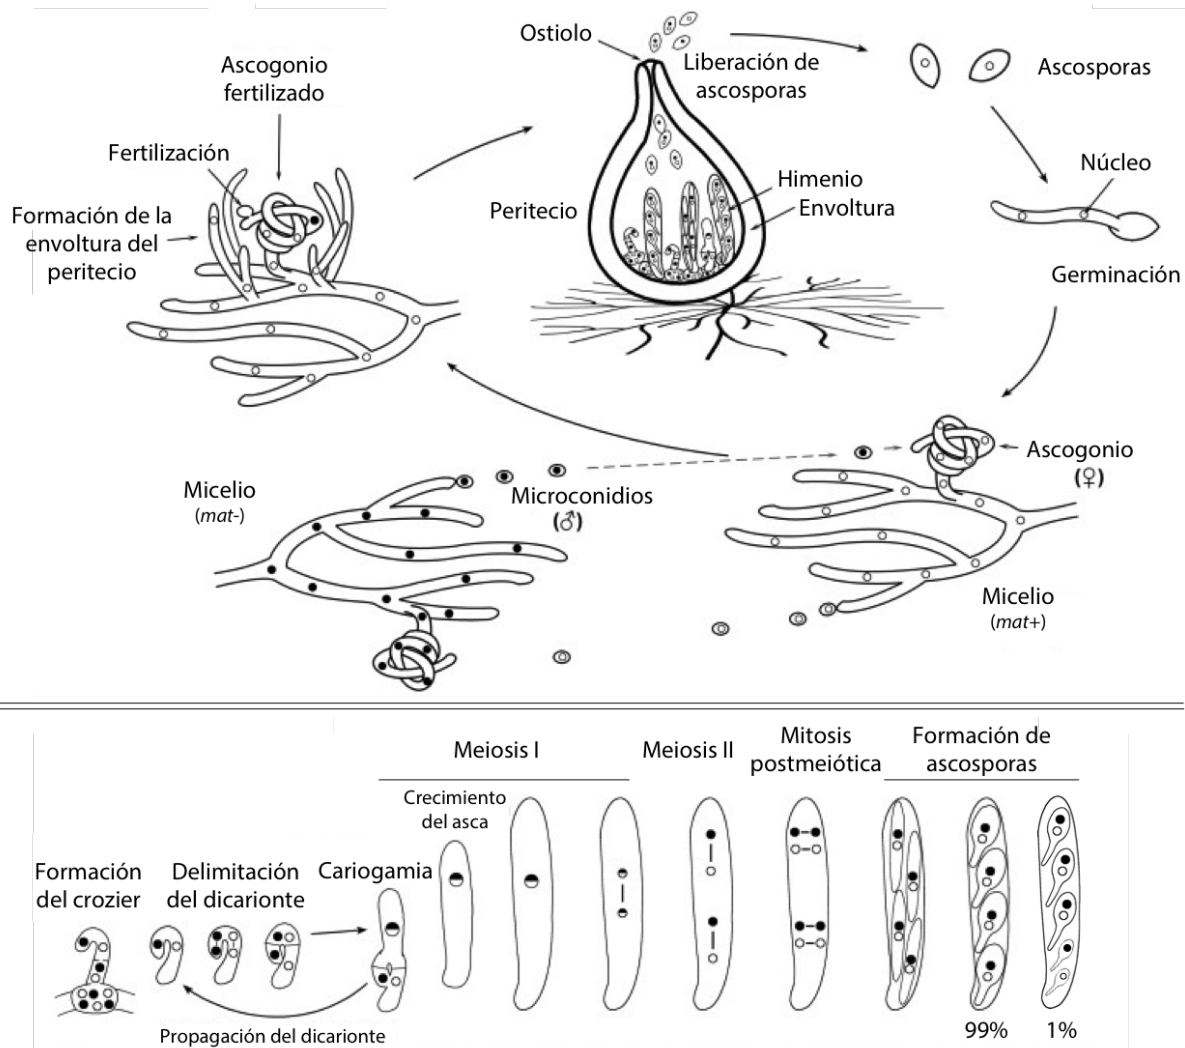 Ostiolo
Liberación de
ascosporas
Ascosporas
Ascogonio
fertilizado
Fertilización
Formación de la
envoltura del
peritecio
Peritecio
Himenio
Envoltura
Núcleo
Germinación
Micelio
(mat-)
Microconidios
(♂)
Ascogonio
(♀)
Micelio
(mat+)
Meiosis I
Meiosis II
Mitosis
postmeiótica
Formación de
ascosporas
Crecimiento
del asca
Formación
del crozier
Delimitación
del dicarionte
Cariogamia
Propagación del dicarionte
99%
1%